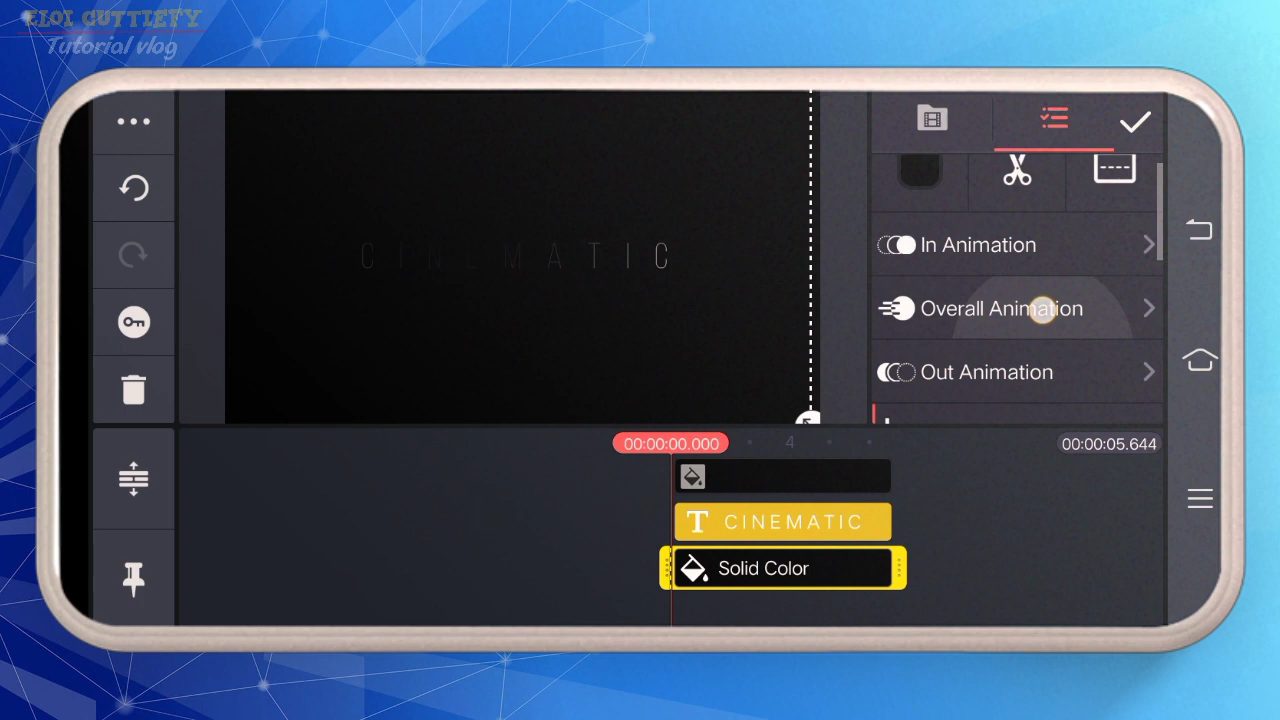 ELOI CUTTIEFY
Tutorial vlog
CINEMATIC
In Animation
Overall Animation
Out Animation
00:00:00.000
4
00:00:05.644
T CINEMATIC
Solid Color